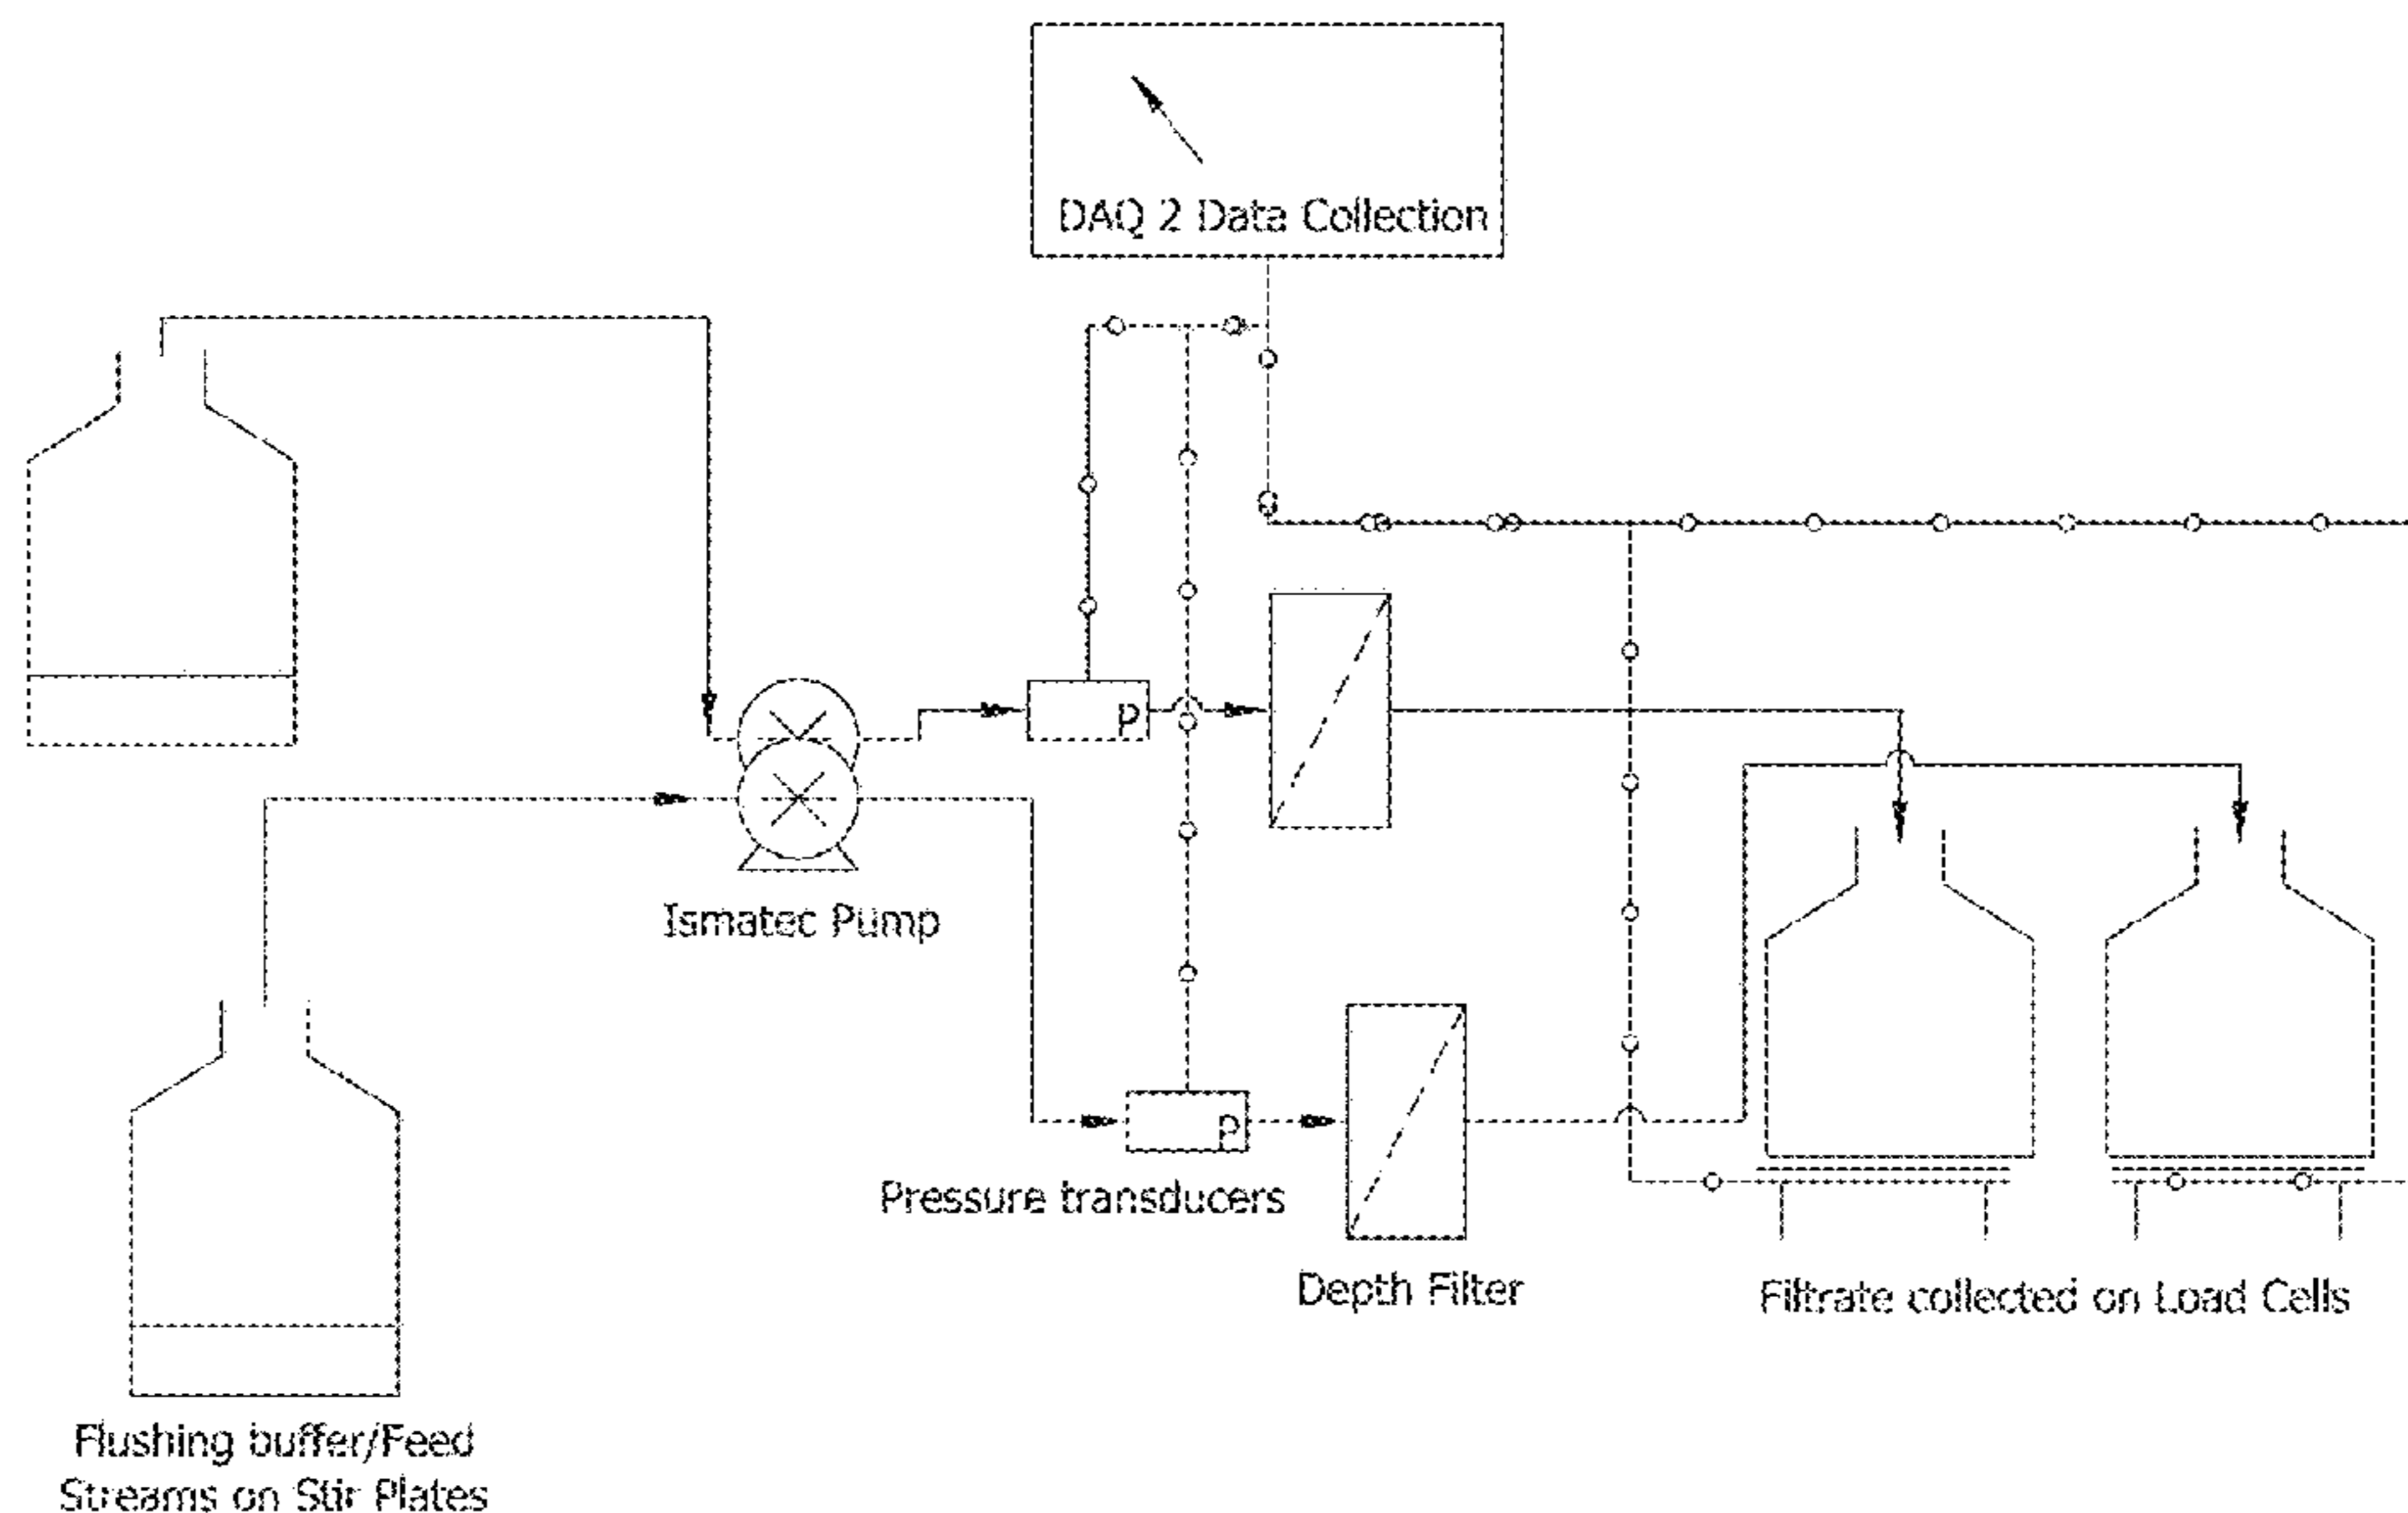 DAQ 2 Data Collection
P
Ismatec Pump
P
Pressure transducers
Depth Filter
Filtrate collected on Load Cells
Flushing buffer/Feed
Streams on Stir Plates